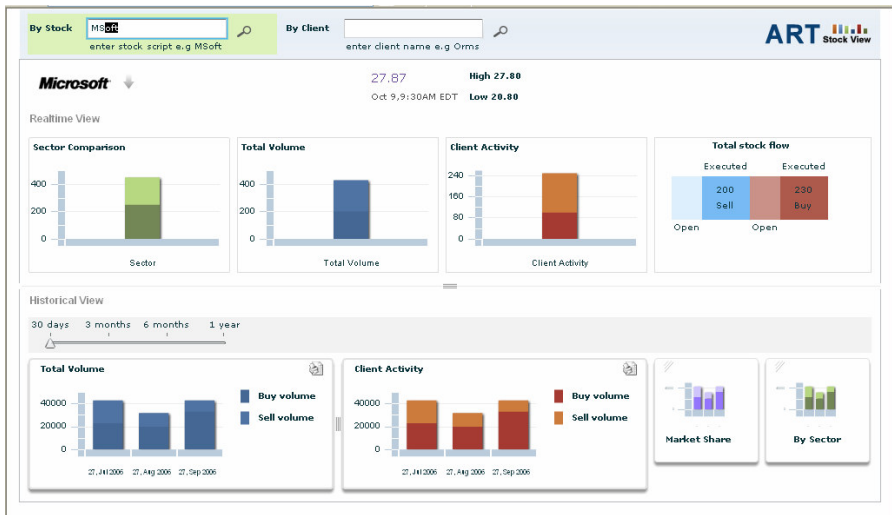 By Stock MSoft By Client
enter stock script e.g MSoft enter client name e.g Orms
ART Stock View
Microsoft 27.87 High 27.80
Oct 9,9:30AM EDT Low 20.80
Realtime View
Sector Comparison
400
200
0
Sector
Total Volume
400
200
0
Total Volume
Client Activity
240
160
80
0
Client Activity
Total stock flow
Executed Executed
200 230
Sell Buy
Open Open
Historical View
30 days 3 months 6 months 1 year
Total Volume
40000
20000
0
27, Jul 2006 27, Aug 2006 27, Sep 2006
Buy volume
Sell volume
Client Activity
40000
20000
0
27, Jul 2006 27, Aug 2006 27, Sep 2006
Buy volume
Sell volume
Market Share
By Sector